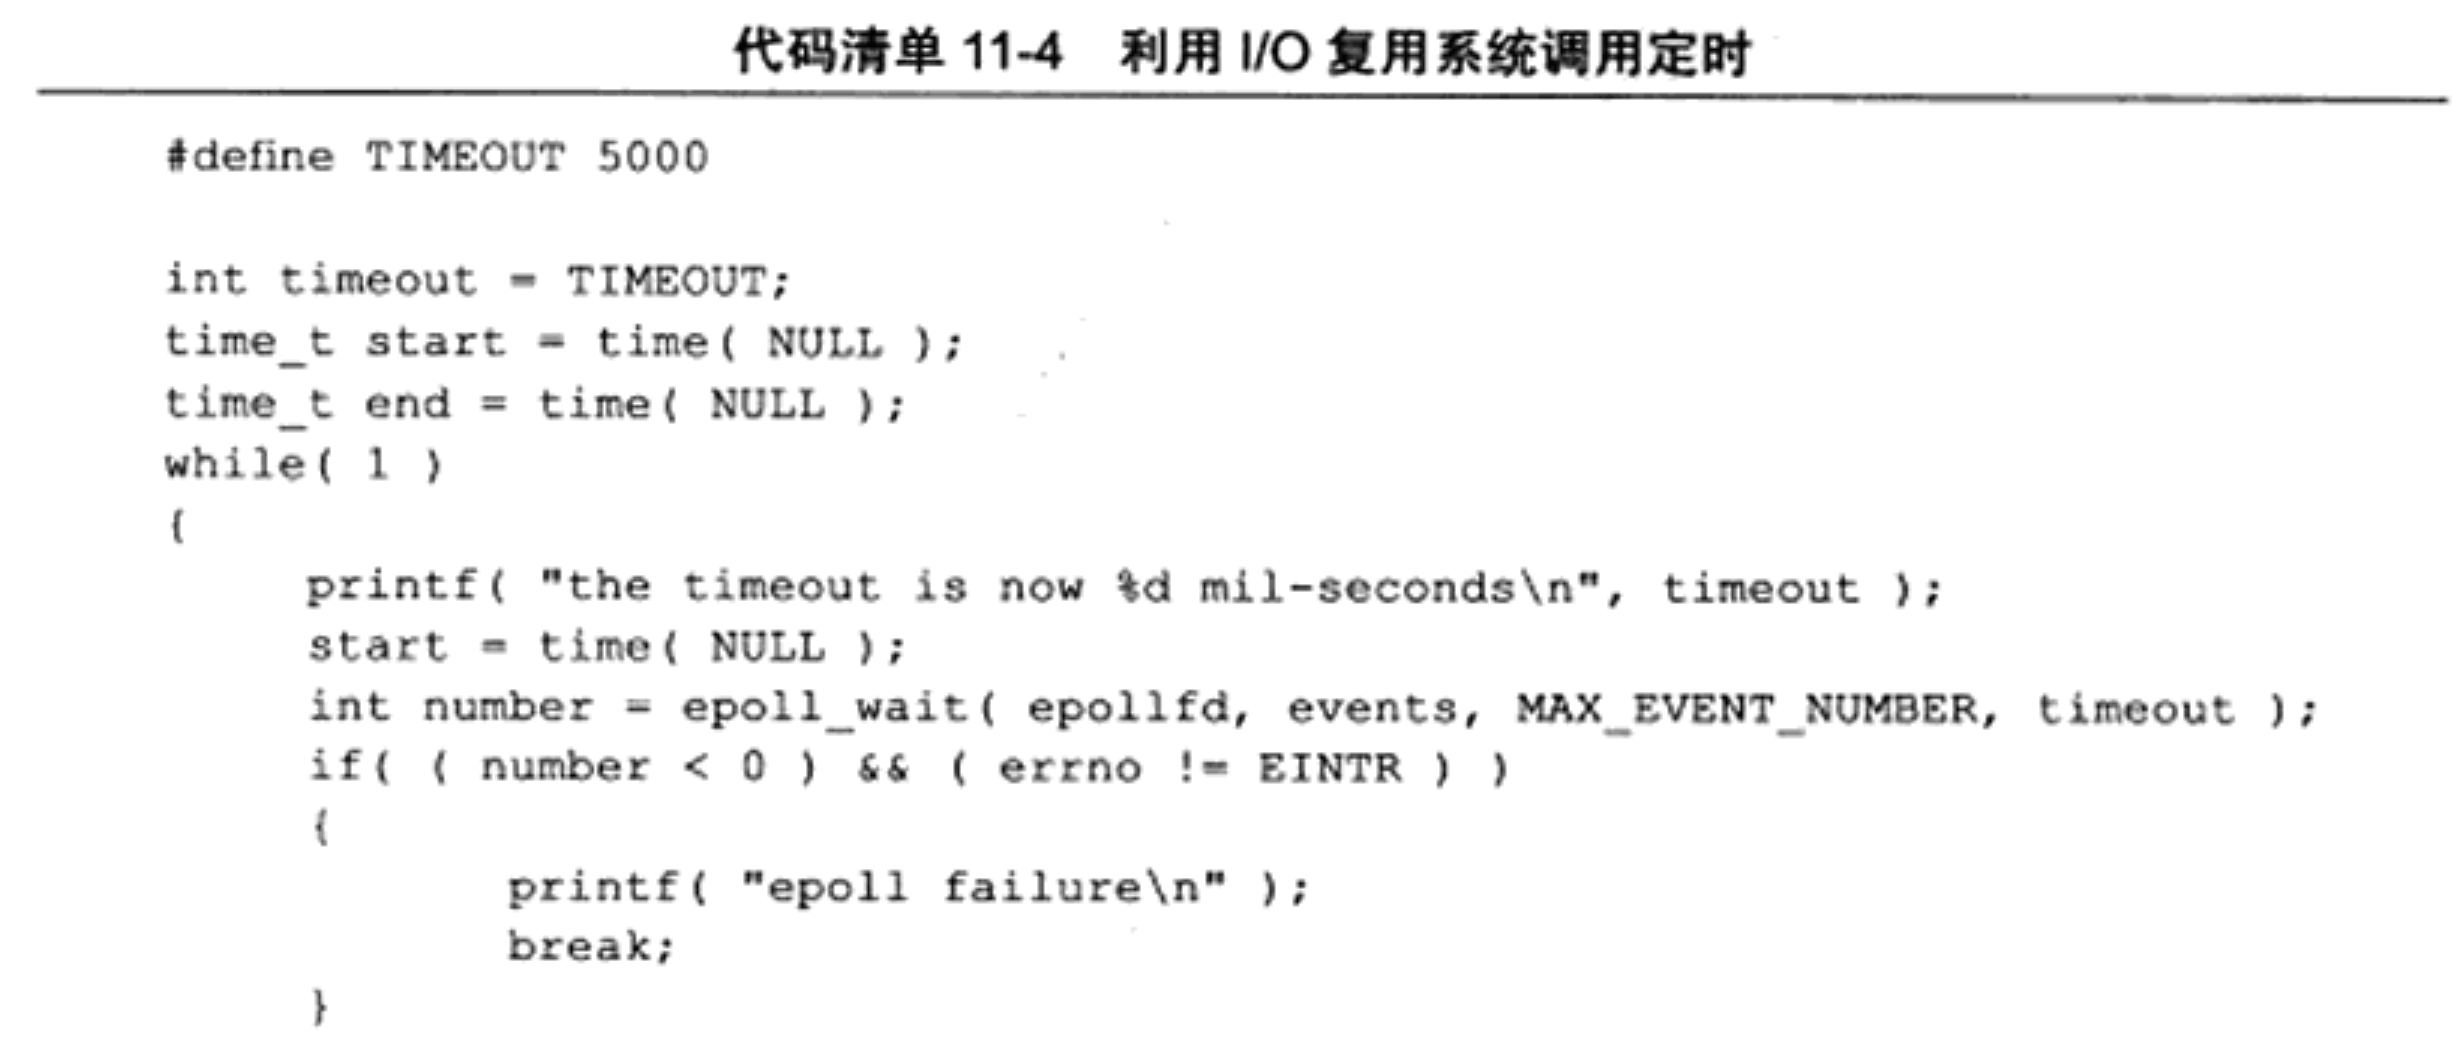 代码清单 11-4 利用 I/O 复用系统调用定时
#define TIMEOUT 5000
int timeout = TIMEOUT;
time_t start = time( NULL );
time_t end = time( NULL );
while( 1 )
{
printf( "the timeout is now %d mil-seconds\n", timeout );
start = time( NULL );
int number = epoll_wait( epollfd, events, MAX_EVENT_NUMBER, timeout );
if( ( number < 0 ) && ( errno != EINTR ) )
{
printf( "epoll failure\n" );
break;
}